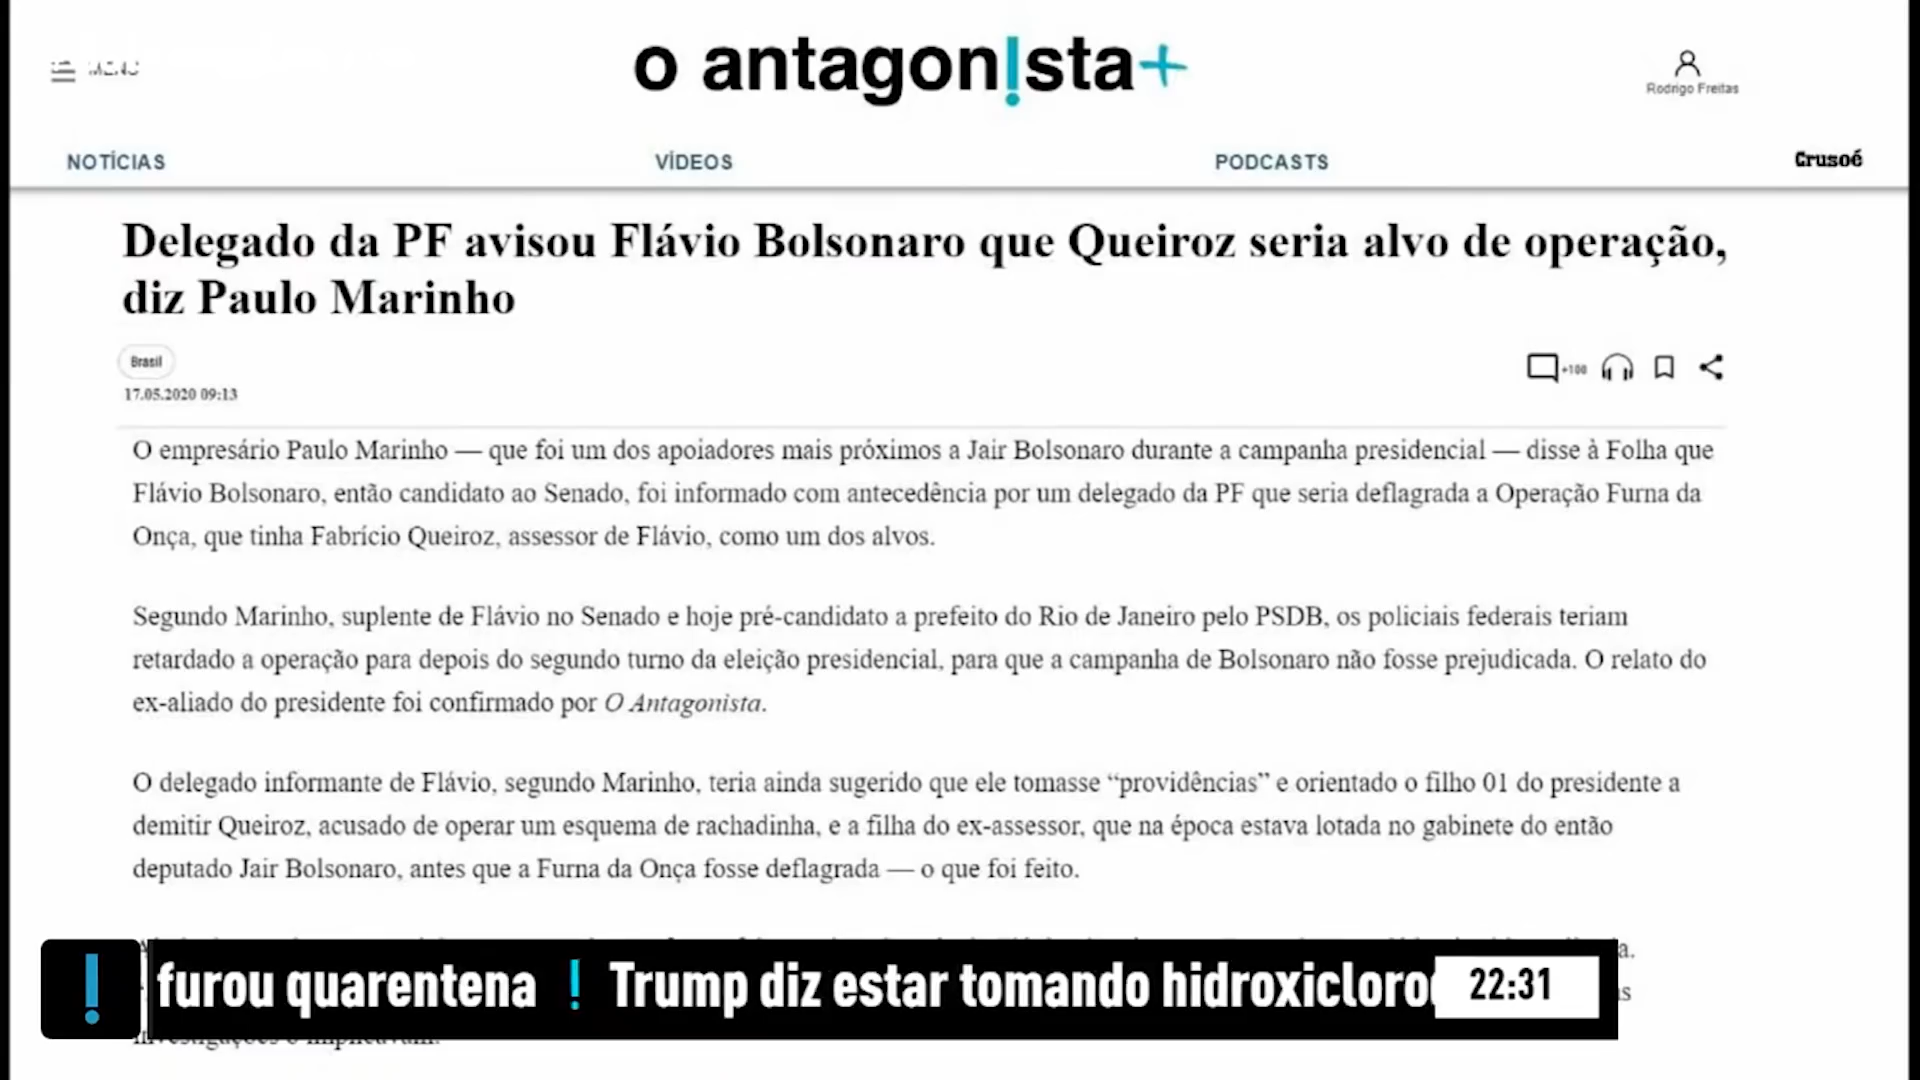 MENU
o antagon!sta+
Rodrigo Freitas
NOTÍCIAS
VÍDEOS
PODCASTS
Crusoé
Delegado da PF avisou Flávio Bolsonaro que Queiroz seria alvo de operação,
diz Paulo Marinho
Brasil
+100
17.05.2020 09:13
O empresário Paulo Marinho — que foi um dos apoiadores mais próximos a Jair Bolsonaro durante a campanha presidencial — disse à Folha que
Flávio Bolsonaro, então candidato ao Senado, foi informado com antecedência por um delegado da PF que seria deflagrada a Operação Furna da
Onça, que tinha Fabrício Queiroz, assessor de Flávio, como um dos alvos.
Segundo Marinho, suplente de Flávio no Senado e hoje pré-candidato a prefeito do Rio de Janeiro pelo PSDB, os policiais federais teriam
retardado a operação para depois do segundo turno da eleição presidencial, para que a campanha de Bolsonaro não fosse prejudicada. O relato do
ex-aliado do presidente foi confirmado por O Antagonista.
O delegado informante de Flávio, segundo Marinho, teria ainda sugerido que ele tomasse “providências” e orientado o filho 01 do presidente a
demitir Queiroz, acusado de operar um esquema de rachadinha, e a filha do ex-assessor, que na época estava lotada no gabinete do então
deputado Jair Bolsonaro, antes que a Furna da Onça fosse deflagrada — o que foi feito.
! furou quarentena ! Trump diz estar tomando hidroxicloro 22:31